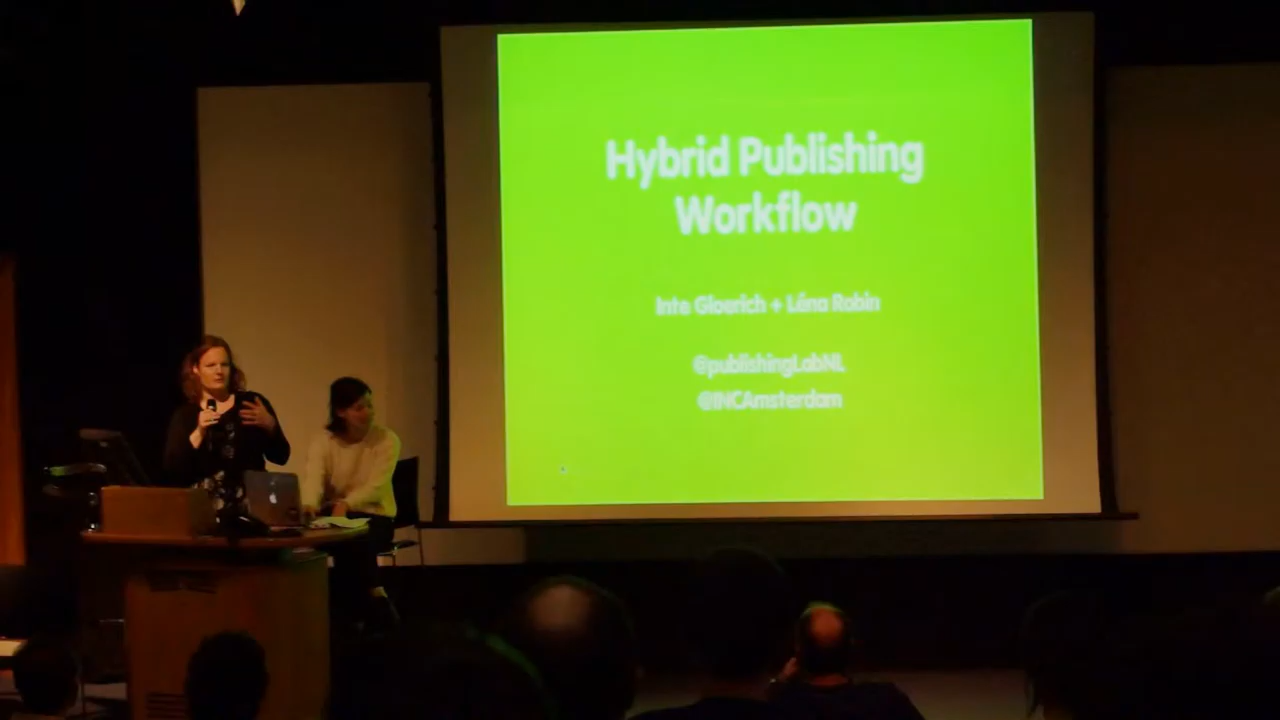 Hybrid Publishing
Workflow
Inte Gloerich + Léna Robin
@publishingLabNL
@INCAmsterdam